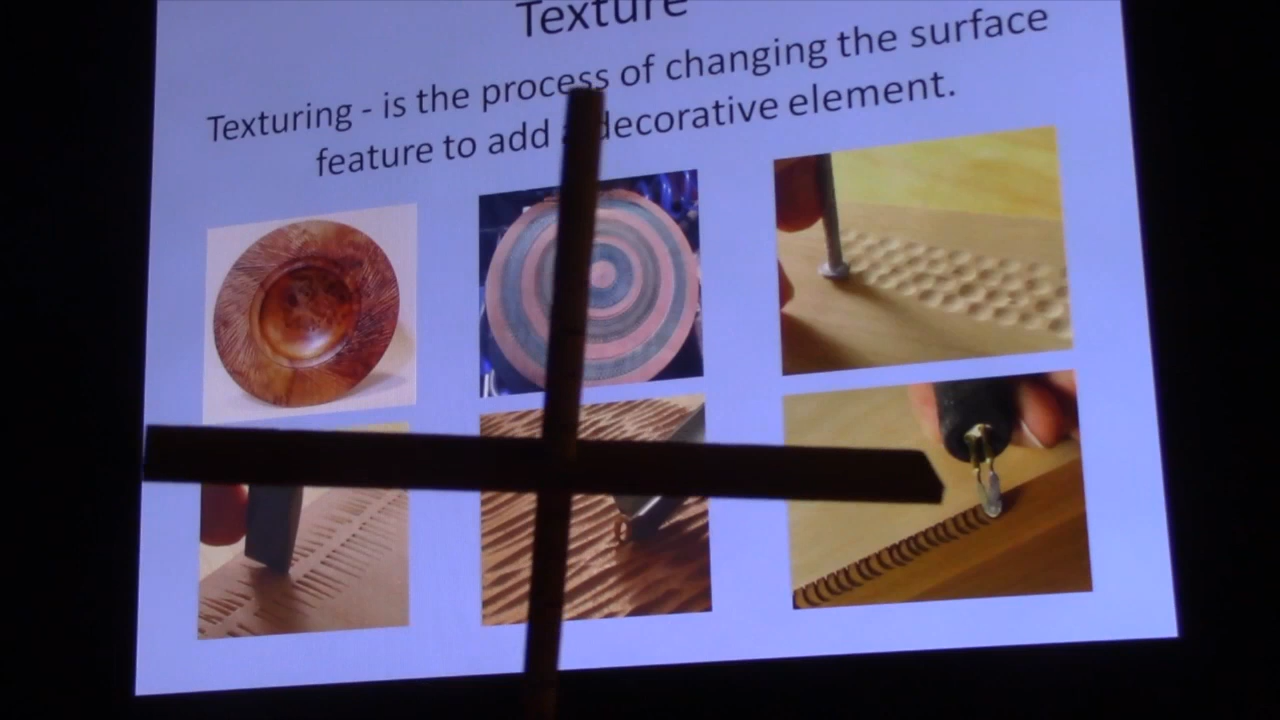 Texture
Texturing - is the process of changing the surface
feature to add a decorative element.